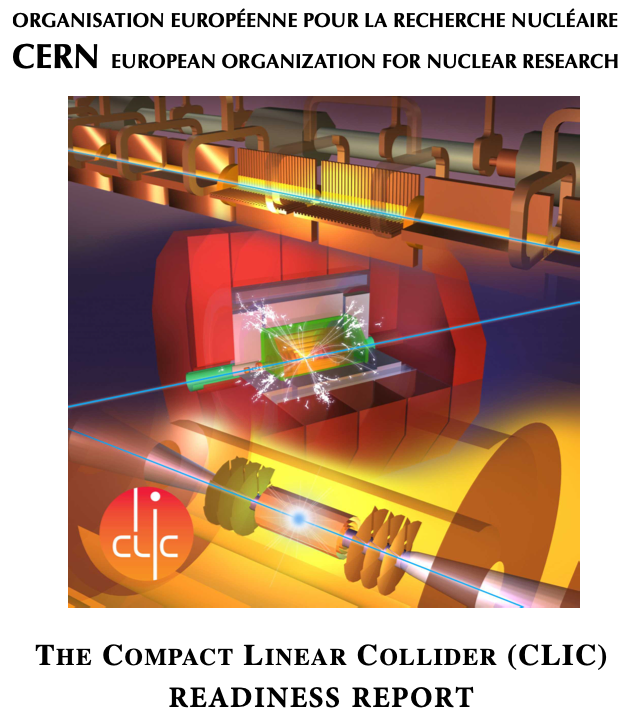 ORGANISATION EUROPÉENNE POUR LA RECHERCHE NUCLÉAIRE
CERN EUROPEAN ORGANIZATION FOR NUCLEAR RESEARCH
clic
THE COMPACT LINEAR COLLIDER (CLIC)
READINESS REPORT